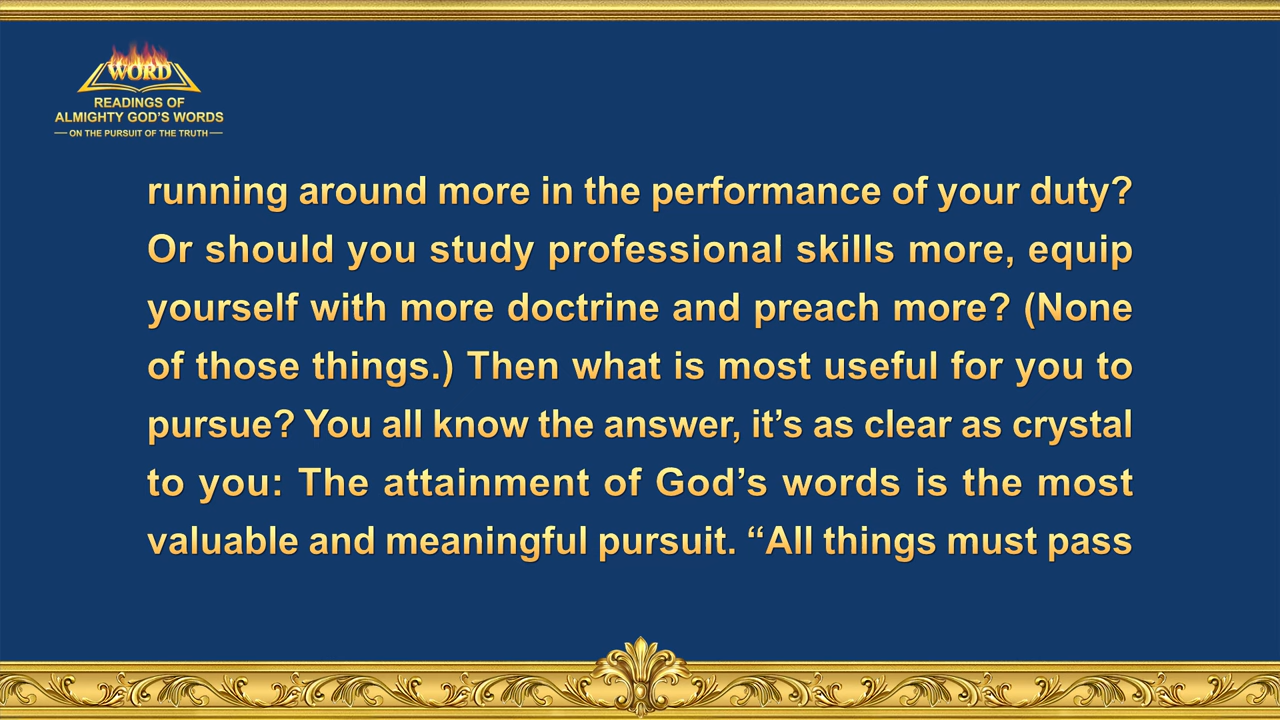 WORD
READINGS OF
ALMIGHTY GOD'S WORDS
ON THE PURSUIT OF THE TRUTH
running around more in the performance of your duty?
Or should you study professional skills more, equip
yourself with more doctrine and preach more? (None
of those things.) Then what is most useful for you to
pursue? You all know the answer, it’s as clear as crystal
to you: The attainment of God’s words is the most
valuable and meaningful pursuit. “All things must pass